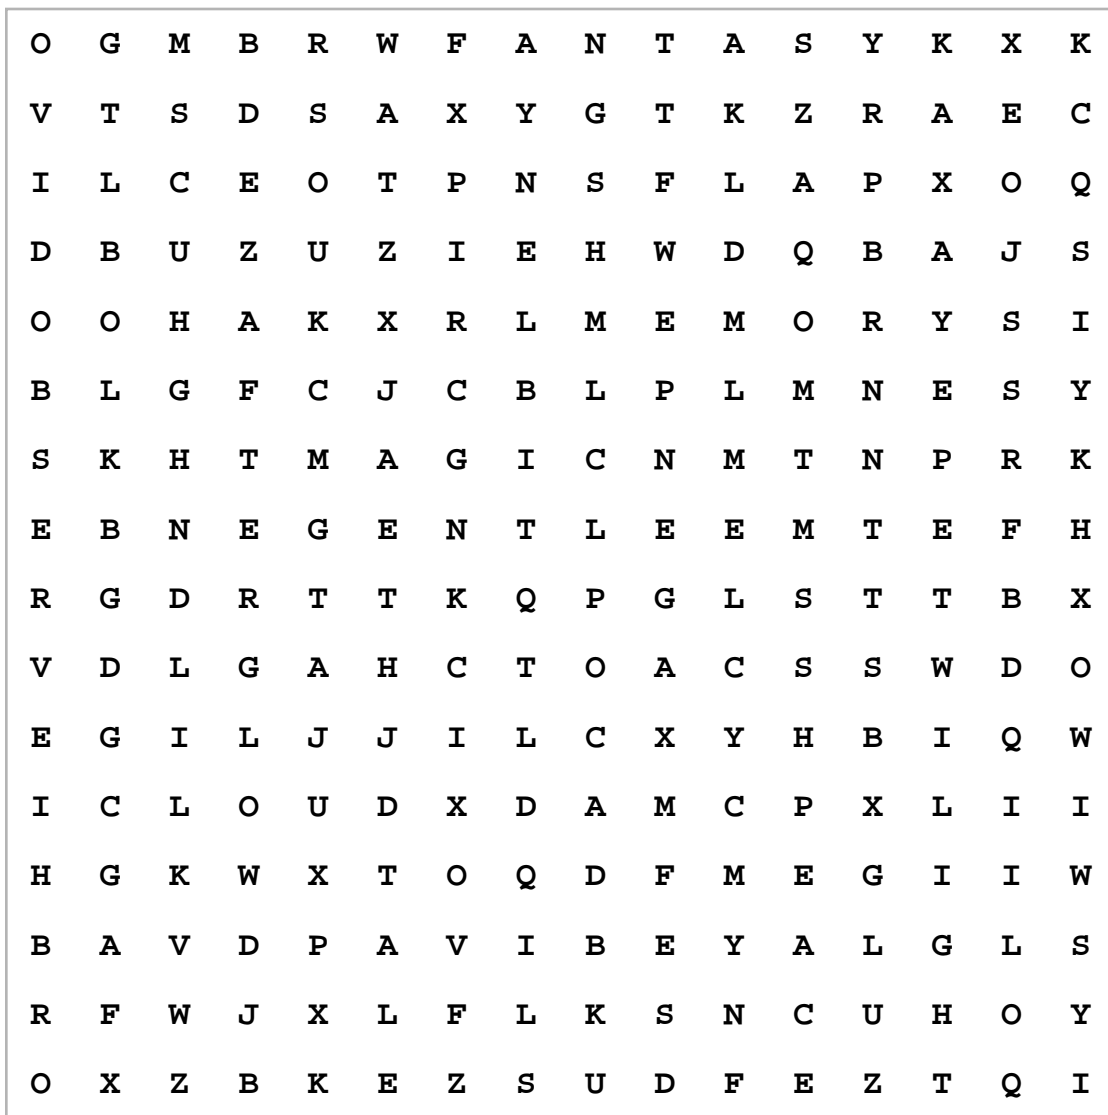 O G M B R W F A N T A S Y K X K
V T S D S A X Y G T K Z R A E C
I L C E O T P N S F L A P X O Q
D B U Z U Z I E H W D Q B A J S
O O H A K X R L M E M O R Y S I
B L G F C J C B L P L M N E S Y
S K H T M A G I C N M T N P R K
E B N E G E N T L E E M T E F H
R G D R T T K Q P G L S T T B X
V D L G A H C T O A C S S W D O
E G I L J J I L C X Y H B I Q W
I C L O U D X D A M C P X L I I
H G K W X T O Q D F M E G I I W
B A V D P A V I B E Y A L G L S
R F W J X L F L K S N C U H O Y
O X Z B K E Z S U D F E Z T Q I